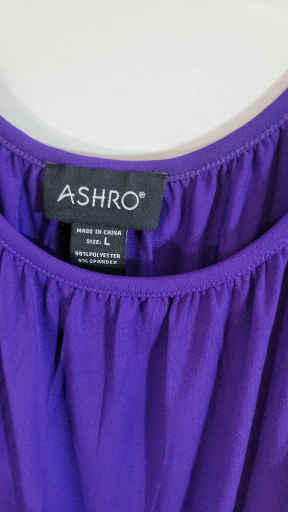 ASHRO®
MADE IN CHINA
SIZE: L
95%POLYESTER
5% SPANDEX